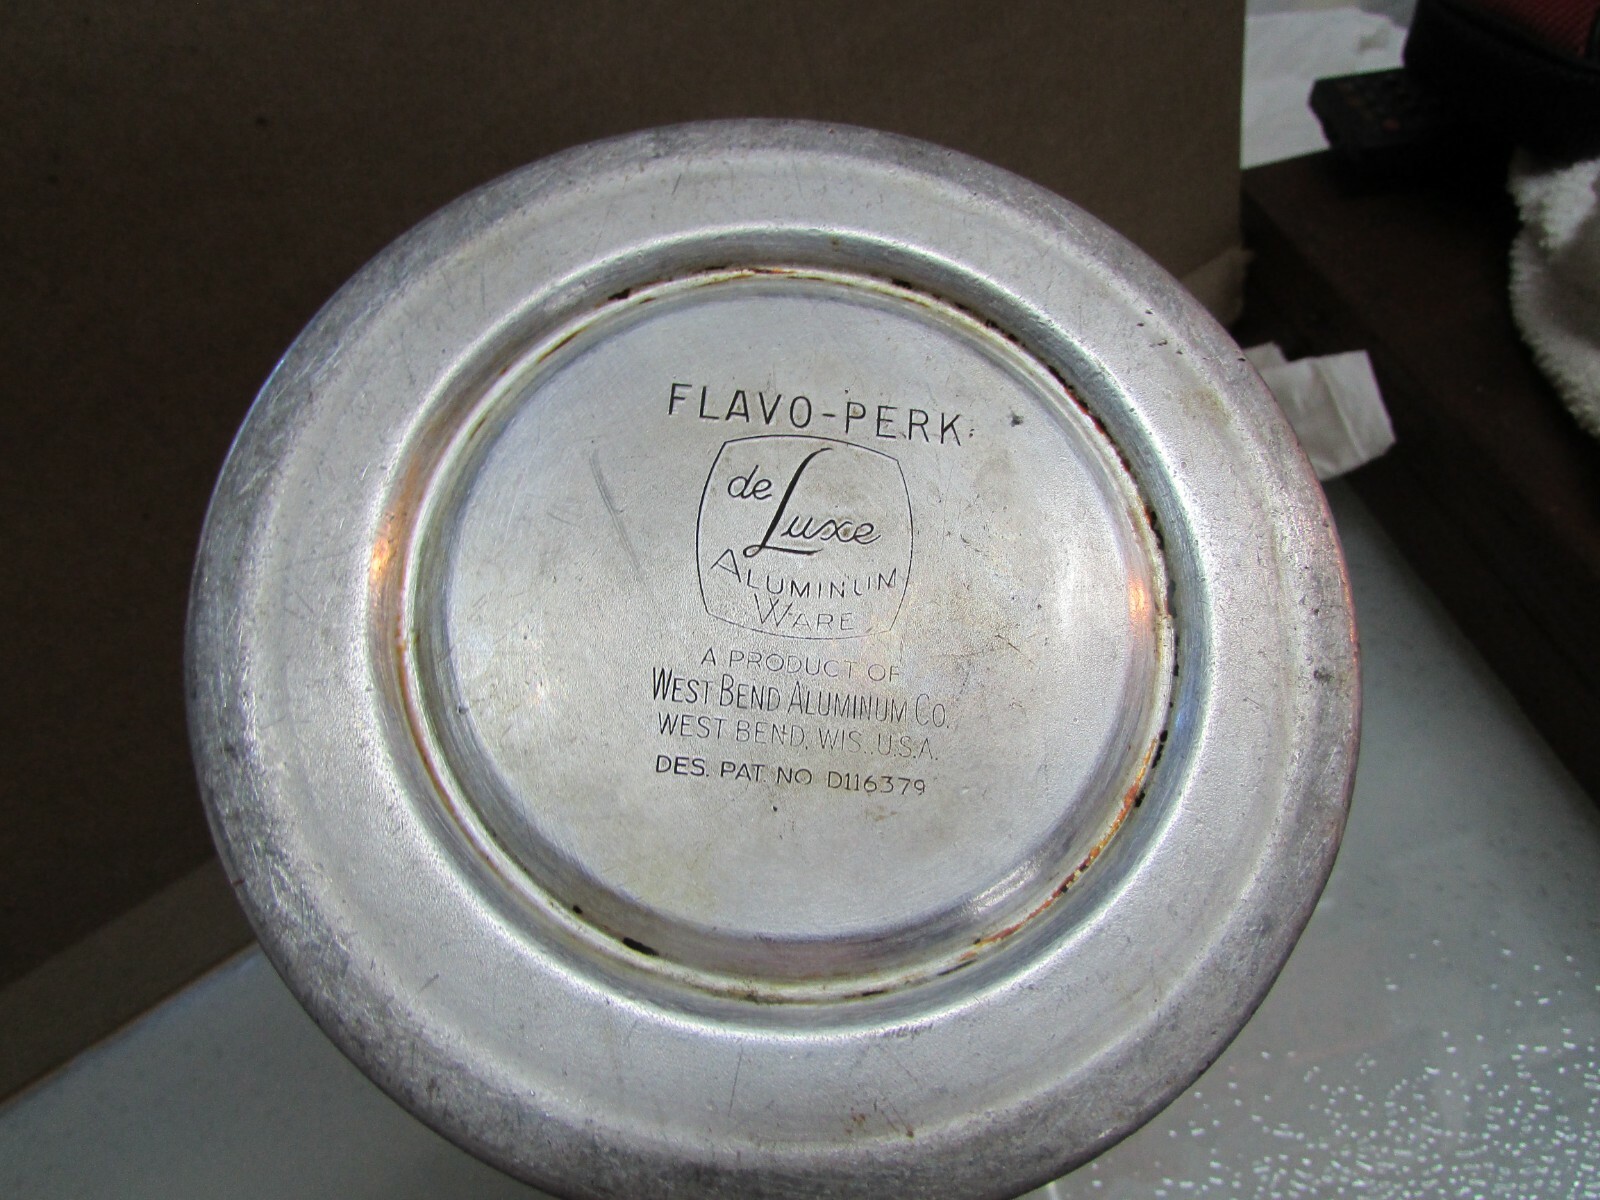 FLAVO-PERK
de
Luxe
ALUMINUM
WARE
A PRODUCT OF
WEST BEND ALUMINUM CO.
WEST BEND, WIS., U.S.A.
DES. PAT. NO D116379